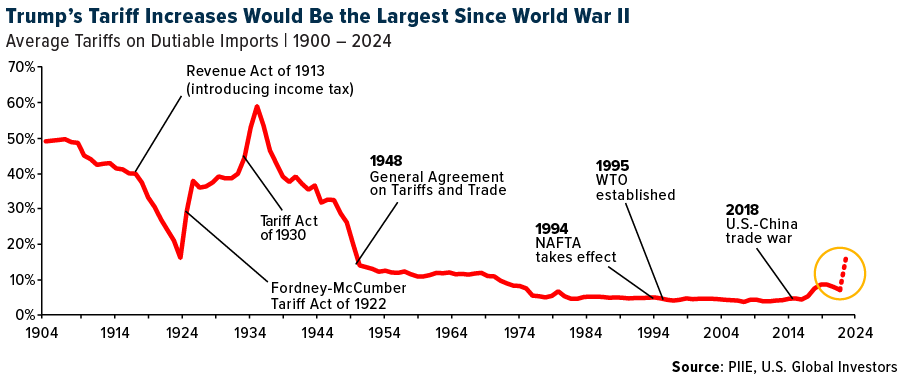 Trump's Tariff Increases Would Be the Largest Since World War II
Average Tariffs on Dutiable Imports | 1900 – 2024
70%
60%
50%
40%
30%
20%
10%
0%
Revenue Act of 1913
(introducing income tax)
Tariff Act
of 1930
Fordney-McCumber
Tariff Act of 1922
1948
General Agreement
on Tariffs and Trade
1994
NAFTA
takes effect
1995
WTO
established
2018
U.S.-China
trade war
1904 1914 1924 1934 1944 1954 1964 1974 1984 1994 2004 2014 2024
Source: PIIE, U.S. Global Investors